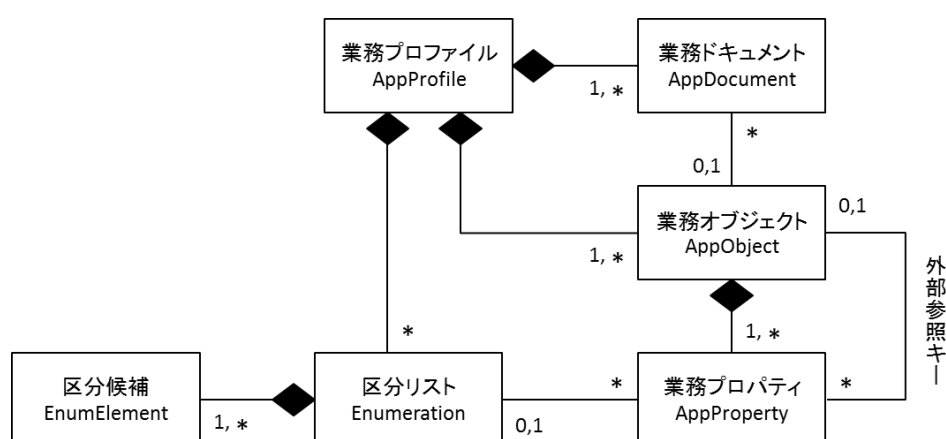 業務プロファイル
AppProfile
業務ドキュメント
AppDocument
1, *
*
0,1
業務オブジェクト
AppObject
0,1
1, *
外部参照キー
1, *
*
区分候補
EnumElement
区分リスト
Enumeration
*
業務プロパティ
AppProperty
*
1, *
0,1